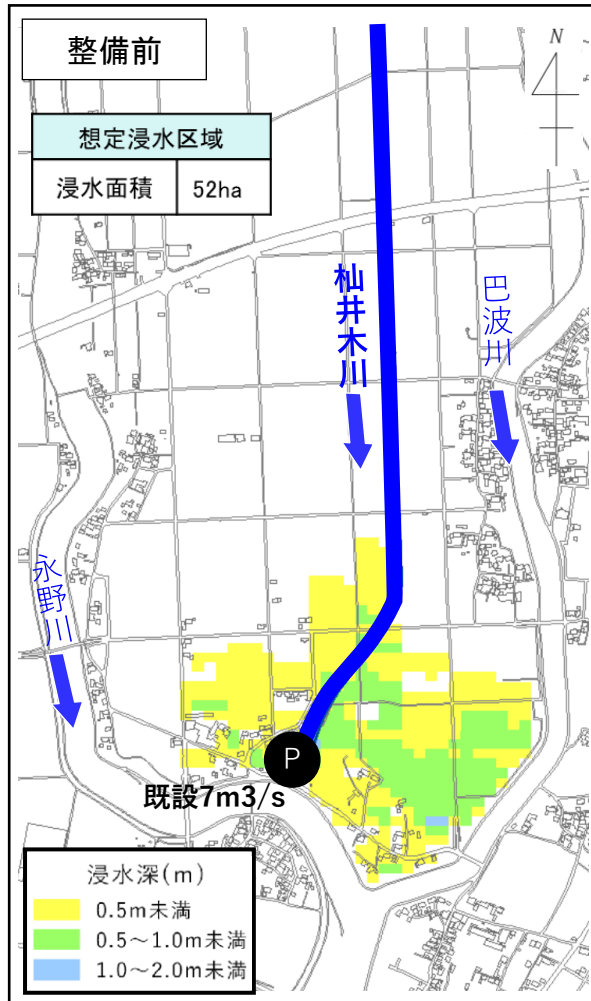 整備前
N
想定浸水区域
浸水面積 52ha
杣井木川
巴波川
永野川
P
既設7m3/s
浸水深(m)
0.5m未満
0.5～1.0m未満
1.0～2.0m未満